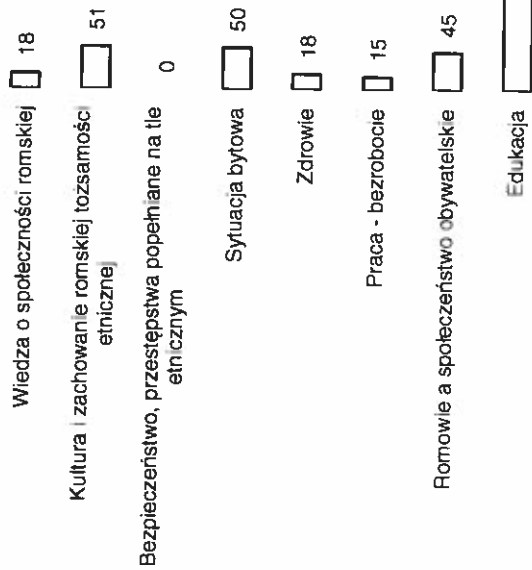 Wiedza o społeczności romskiej 18
Kultura i zachowanie romskiej tożsamości
etnicznej 51
Bezpieczeństwo, przestępstwa popełniane na tle
etnicznym 0
Sytuacja bytowa 50
Zdrowie 18
Praca - bezrobocie 15
Romowie a społeczeństwo obywatelskie 45
Edukacja